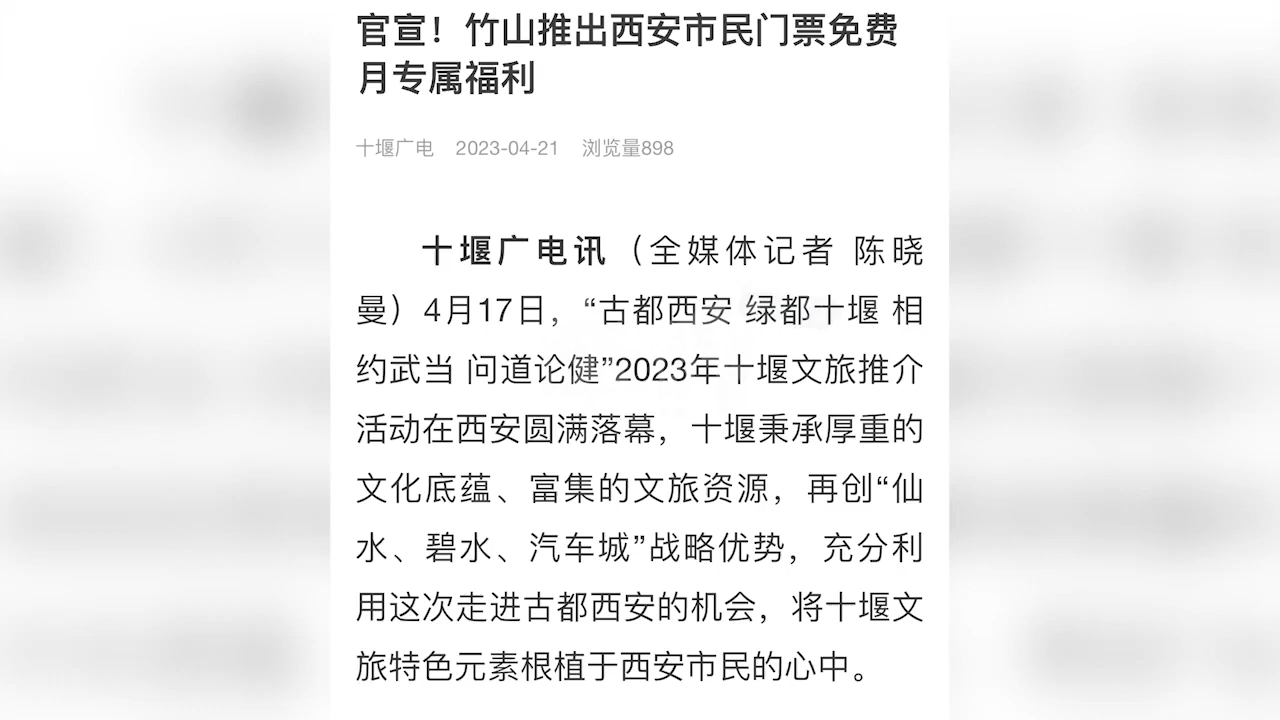 官宣！竹山推出西安市民门票免费
月专属福利
十堰广电 2023-04-21 浏览量898
十堰广电讯（全媒体记者 陈晓
曼）4月17日，“古都西安 绿都十堰 相
约武当 问道论健”2023年十堰文旅推介
活动在西安圆满落幕，十堰秉承厚重的
文化底蕴、富集的文旅资源，再创“仙
水、碧水、汽车城”战略优势，充分利
用这次走进古都西安的机会，将十堰文
旅特色元素根植于西安市民的心中。